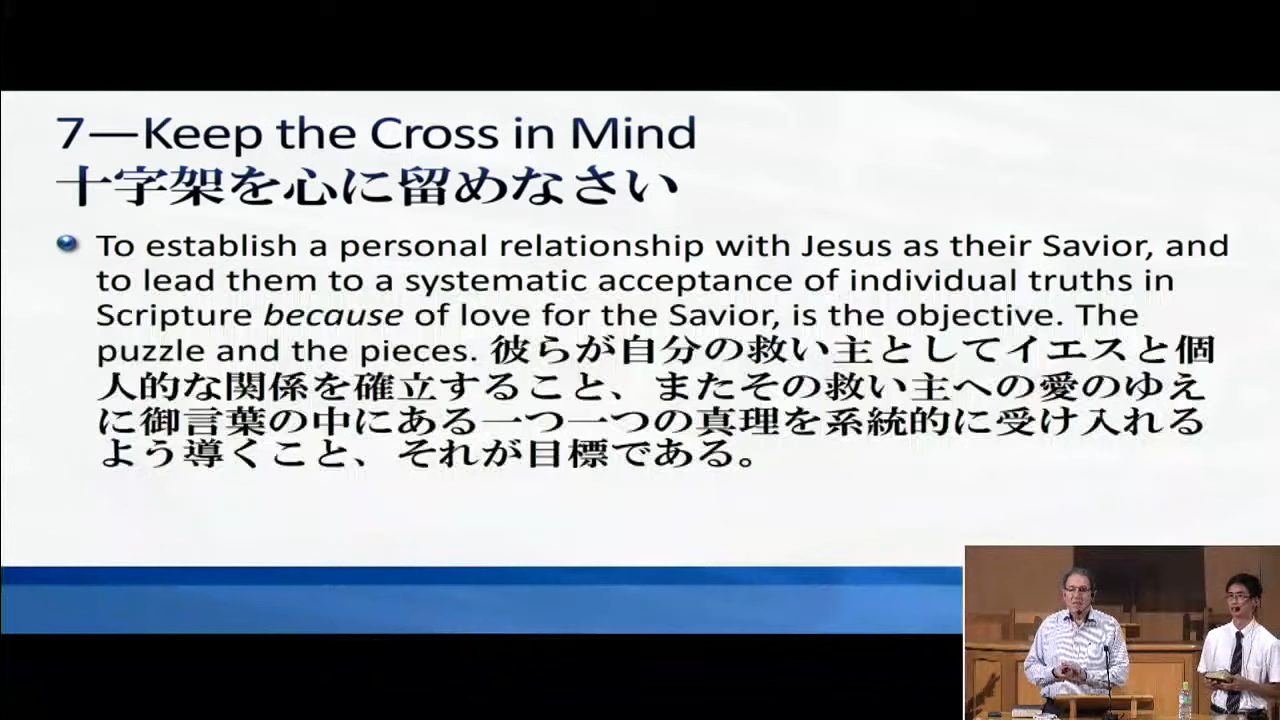 7—Keep the Cross in Mind
十字架を心に留めなさい
To establish a personal relationship with Jesus as their Savior, and
to lead them to a systematic acceptance of individual truths in
Scripture because of love for the Savior, is the objective. The
puzzle and the pieces. 彼らが自分の救い主としてイエスと個
人的な関係を確立すること、またその救い主への愛のゆえ
に御言葉の中にある一つ一つの真理を系統的に受け入れる
よう導くこと、それが目標である。